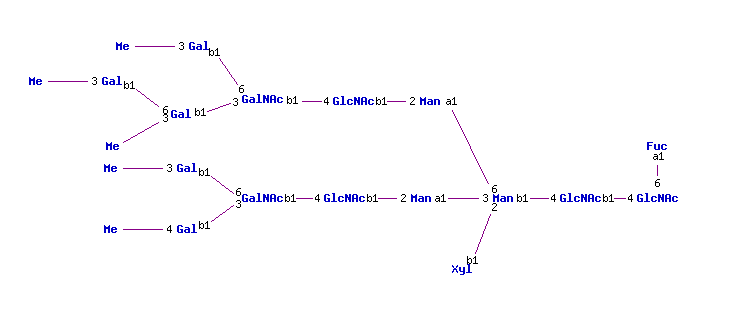 Me 3 Gal b1
Me 3 Gal b1
6 3 GalNAc b1 4 GlcNAc b1 2 Man a1
6 3 Gal b1
Me
Fuc a1
Me 3 Gal b1
6 3 GalNAc b1 4 GlcNAc b1 2 Man a1 3 6 2 Man b1 4 GlcNAc b1 4 6 GlcNAc
Me 4 Gal b1
b1 Xyl